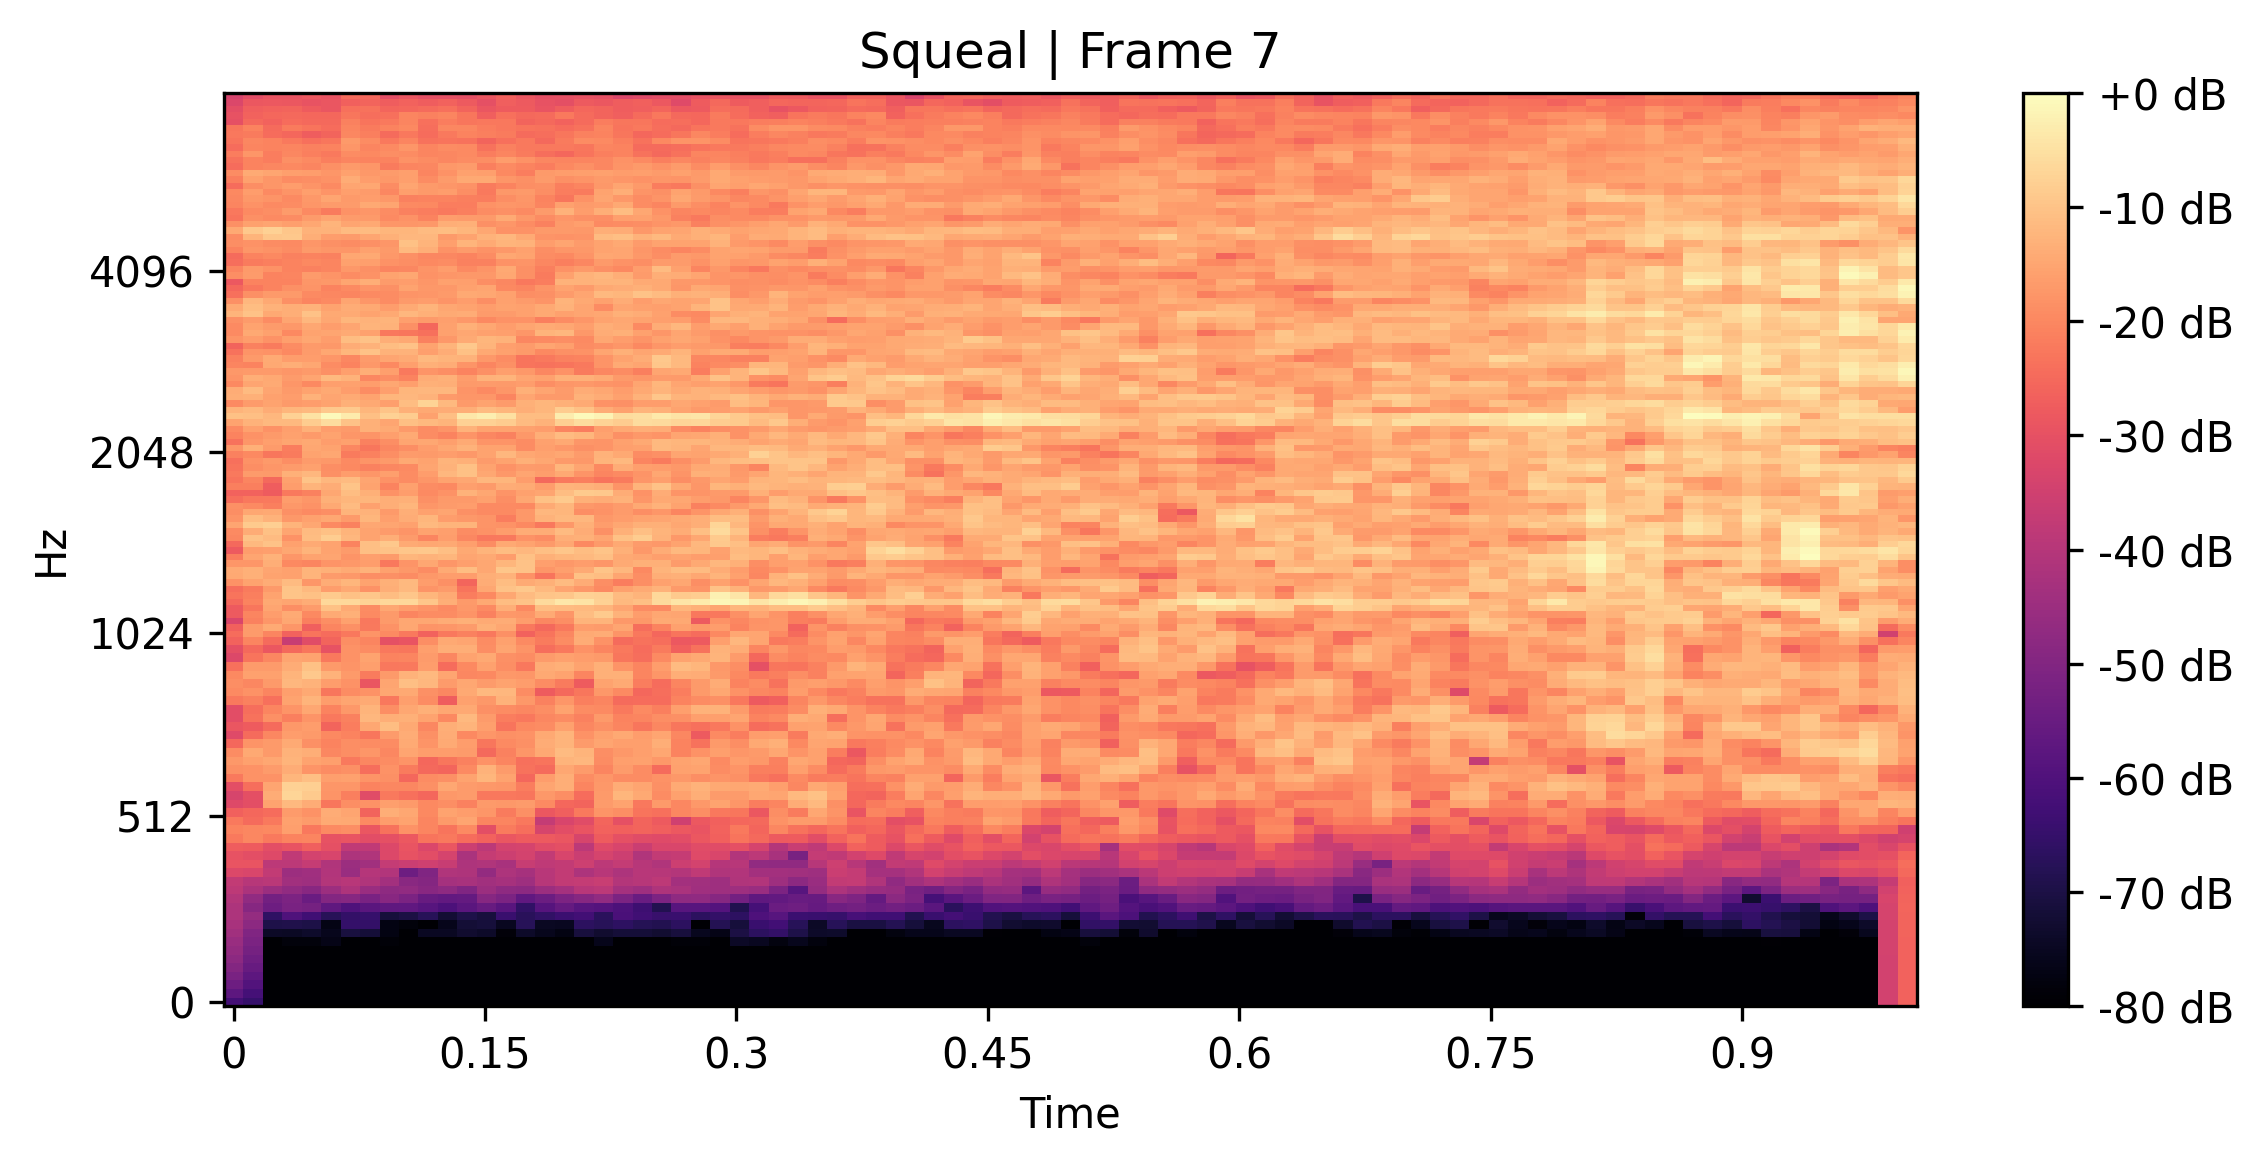 Squeal | Frame 7
Hz
4096
2048
1024
512
0
0 0.15 0.3 0.45 0.6 0.75 0.9
Time
+0 dB
-10 dB
-20 dB
-30 dB
-40 dB
-50 dB
-60 dB
-70 dB
-80 dB